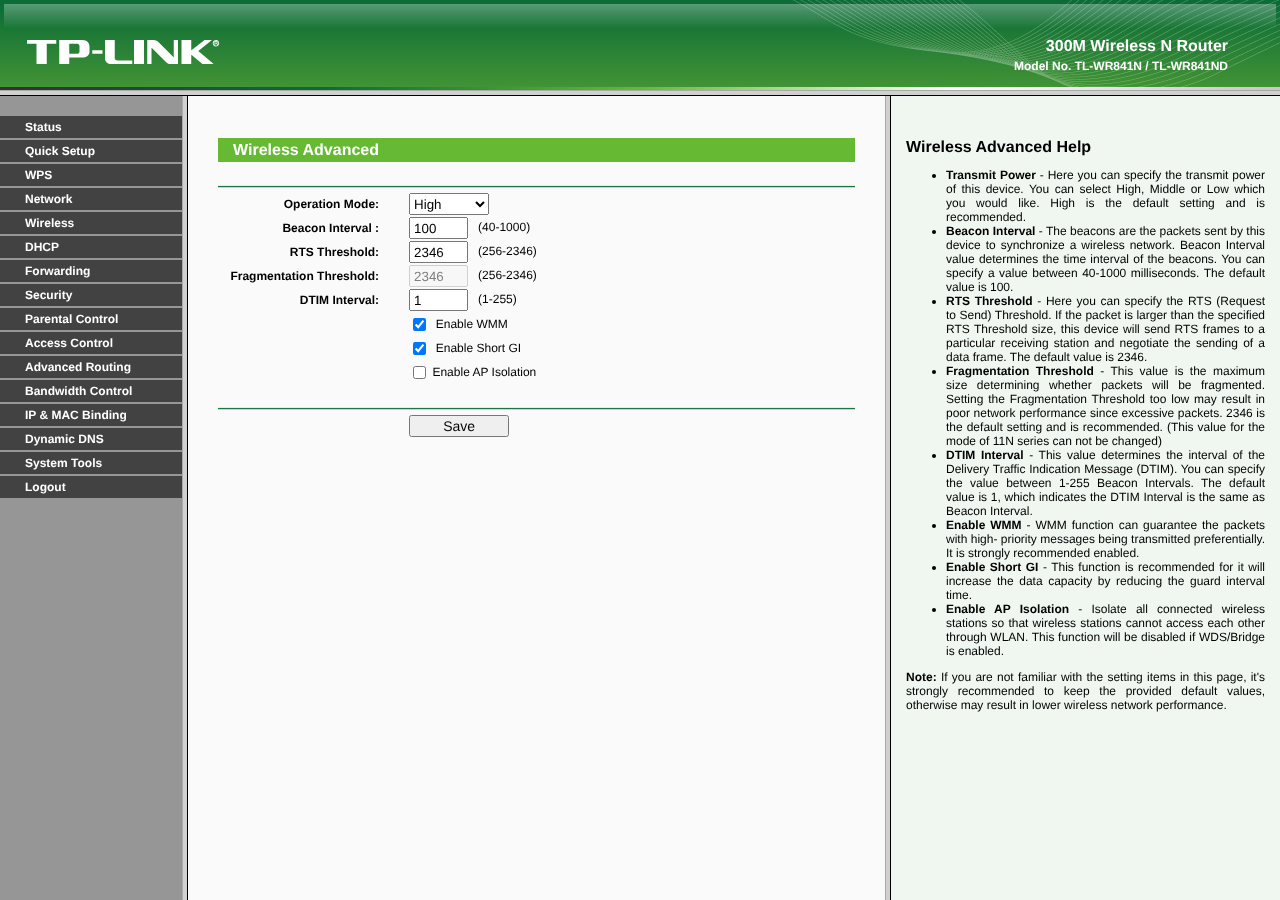 TP-LINK®
300M Wireless N Router
Model No. TL-WR841N / TL-WR841ND
Status
Quick Setup
WPS
Network
Wireless
DHCP
Forwarding
Security
Parental Control
Access Control
Advanced Routing
Bandwidth Control
IP & MAC Binding
Dynamic DNS
System Tools
Logout
Wireless Advanced
Operation Mode: High
Beacon Interval : 100 (40-1000)
RTS Threshold: 2346 (256-2346)
Fragmentation Threshold: 2346 (256-2346)
DTIM Interval: 1 (1-255)
Enable WMM
Enable Short GI
Enable AP Isolation
Save
Wireless Advanced Help
• Transmit Power - Here you can specify the transmit power
of this device. You can select High, Middle or Low which
you would like. High is the default setting and is
recommended.
• Beacon Interval - The beacons are the packets sent by this
device to synchronize a wireless network. Beacon Interval
value determines the time interval of the beacons. You can
specify a value between 40-1000 milliseconds. The default
value is 100.
• RTS Threshold - Here you can specify the RTS (Request
to Send) Threshold. If the packet is larger than the specified
RTS Threshold size, this device will send RTS frames to a
particular receiving station and negotiate the sending of a
data frame. The default value is 2346.
• Fragmentation Threshold - This value is the maximum
size determining whether packets will be fragmented.
Setting the Fragmentation Threshold too low may result in
poor network performance since excessive packets. 2346 is
the default setting and is recommended. (This value for the
mode of 11N series can not be changed)
• DTIM Interval - This value determines the interval of the
Delivery Traffic Indication Message (DTIM). You can specify
the value between 1-255 Beacon Intervals. The default
value is 1, which indicates the DTIM Interval is the same as
Beacon Interval.
• Enable WMM - WMM function can guarantee the packets
with high- priority messages being transmitted preferentially.
It is strongly recommended enabled.
• Enable Short GI - This function is recommended for it will
increase the data capacity by reducing the guard interval
time.
• Enable AP Isolation - Isolate all connected wireless
stations so that wireless stations cannot access each other
through WLAN. This function will be disabled if WDS/Bridge
is enabled.
Note: If you are not familiar with the setting items in this page, it's
strongly recommended to keep the provided default values,
otherwise may result in lower wireless network performance.